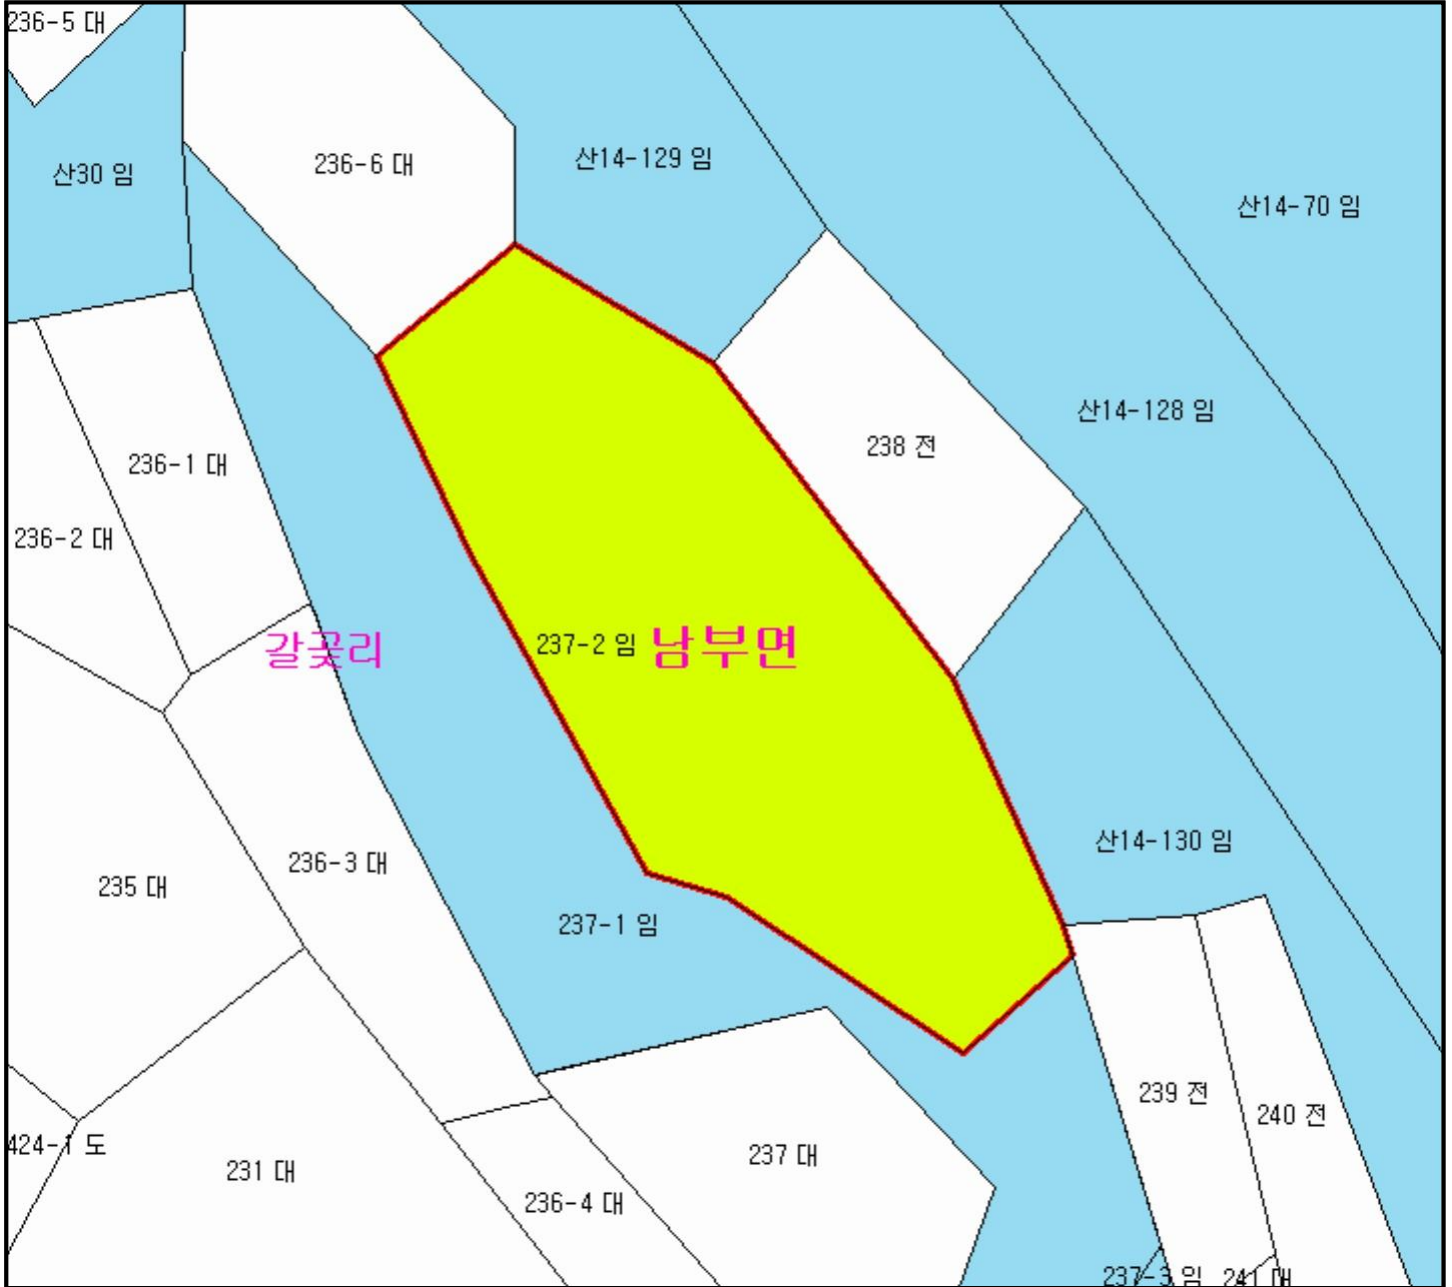 236-5 대
236-6 대
산14-129 임
산30 임
산14-70 임
산14-128 임
238 전
236-1 대
236-2 대
갈곶리
237-2 임
남부면
산14-130 임
236-3 대
235 대
237-1 임
239 전
240 전
424-1 도
237 대
231 대
236-4 대
237-3 임
241 대